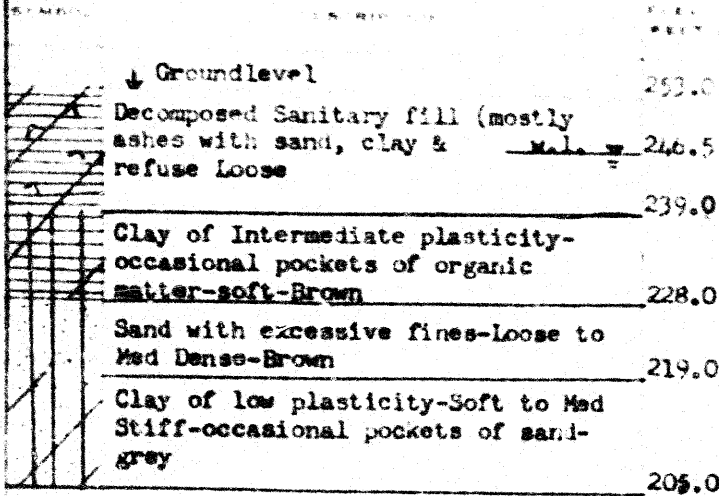 Groundlevel 253.0
Decomposed Sanitary fill (mostly
ashes with sand, clay & W.L. 246.5
refuse Loose
239.0
Clay of Intermediate plasticity-
occasional pockets of organic
matter-soft-Brown 228.0
Sand with excessive fines-Loose to
Med Dense-Brown 219.0
Clay of low plasticity-Soft to Med
Stiff-occasional pockets of sand-
grey 205.0